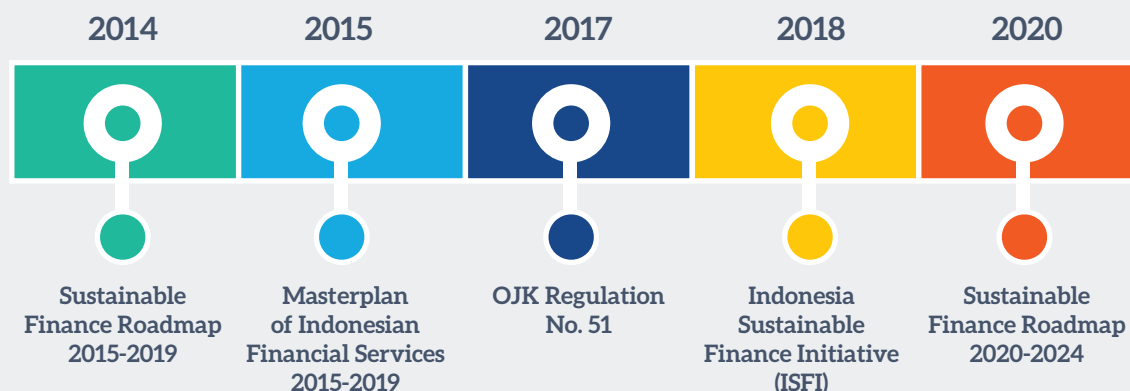 2014
2015
2017
2018
2020
Sustainable
Finance Roadmap
2015-2019
Masterplan
of Indonesian
Financial Services
2015-2019
OJK Regulation
No. 51
Indonesia
Sustainable
Finance Initiative
(ISFI)
Sustainable
Finance Roadmap
2020-2024